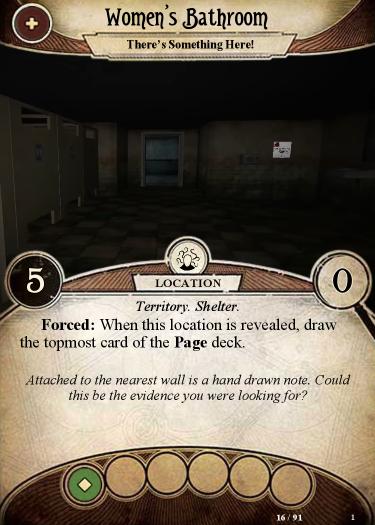 Women's Bathroom
There's Something Here!
5
LOCATION
0
Territory. Shelter.
Forced: When this location is revealed, draw
the topmost card of the Page deck.
Attached to the nearest wall is a hand drawn note. Could
this be the evidence you were looking for?
16 / 91
1